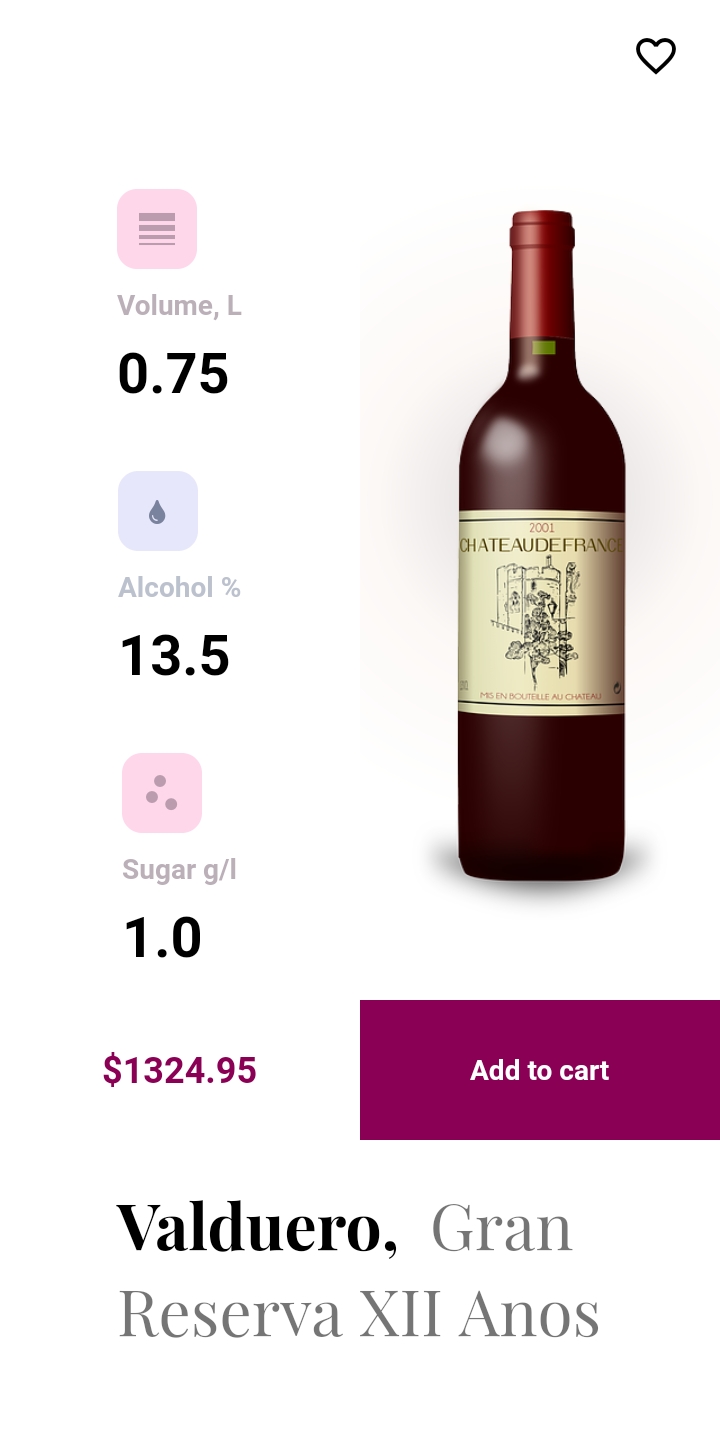 Volume, L
0.75
Alcohol %
13.5
Sugar g/l
1.0
2001
CHATEAUDEFRANCE
MIS EN BOUTEILLE AU CHATEAU
$1324.95
Add to cart
Valduero, Gran
Reserva XII Anos